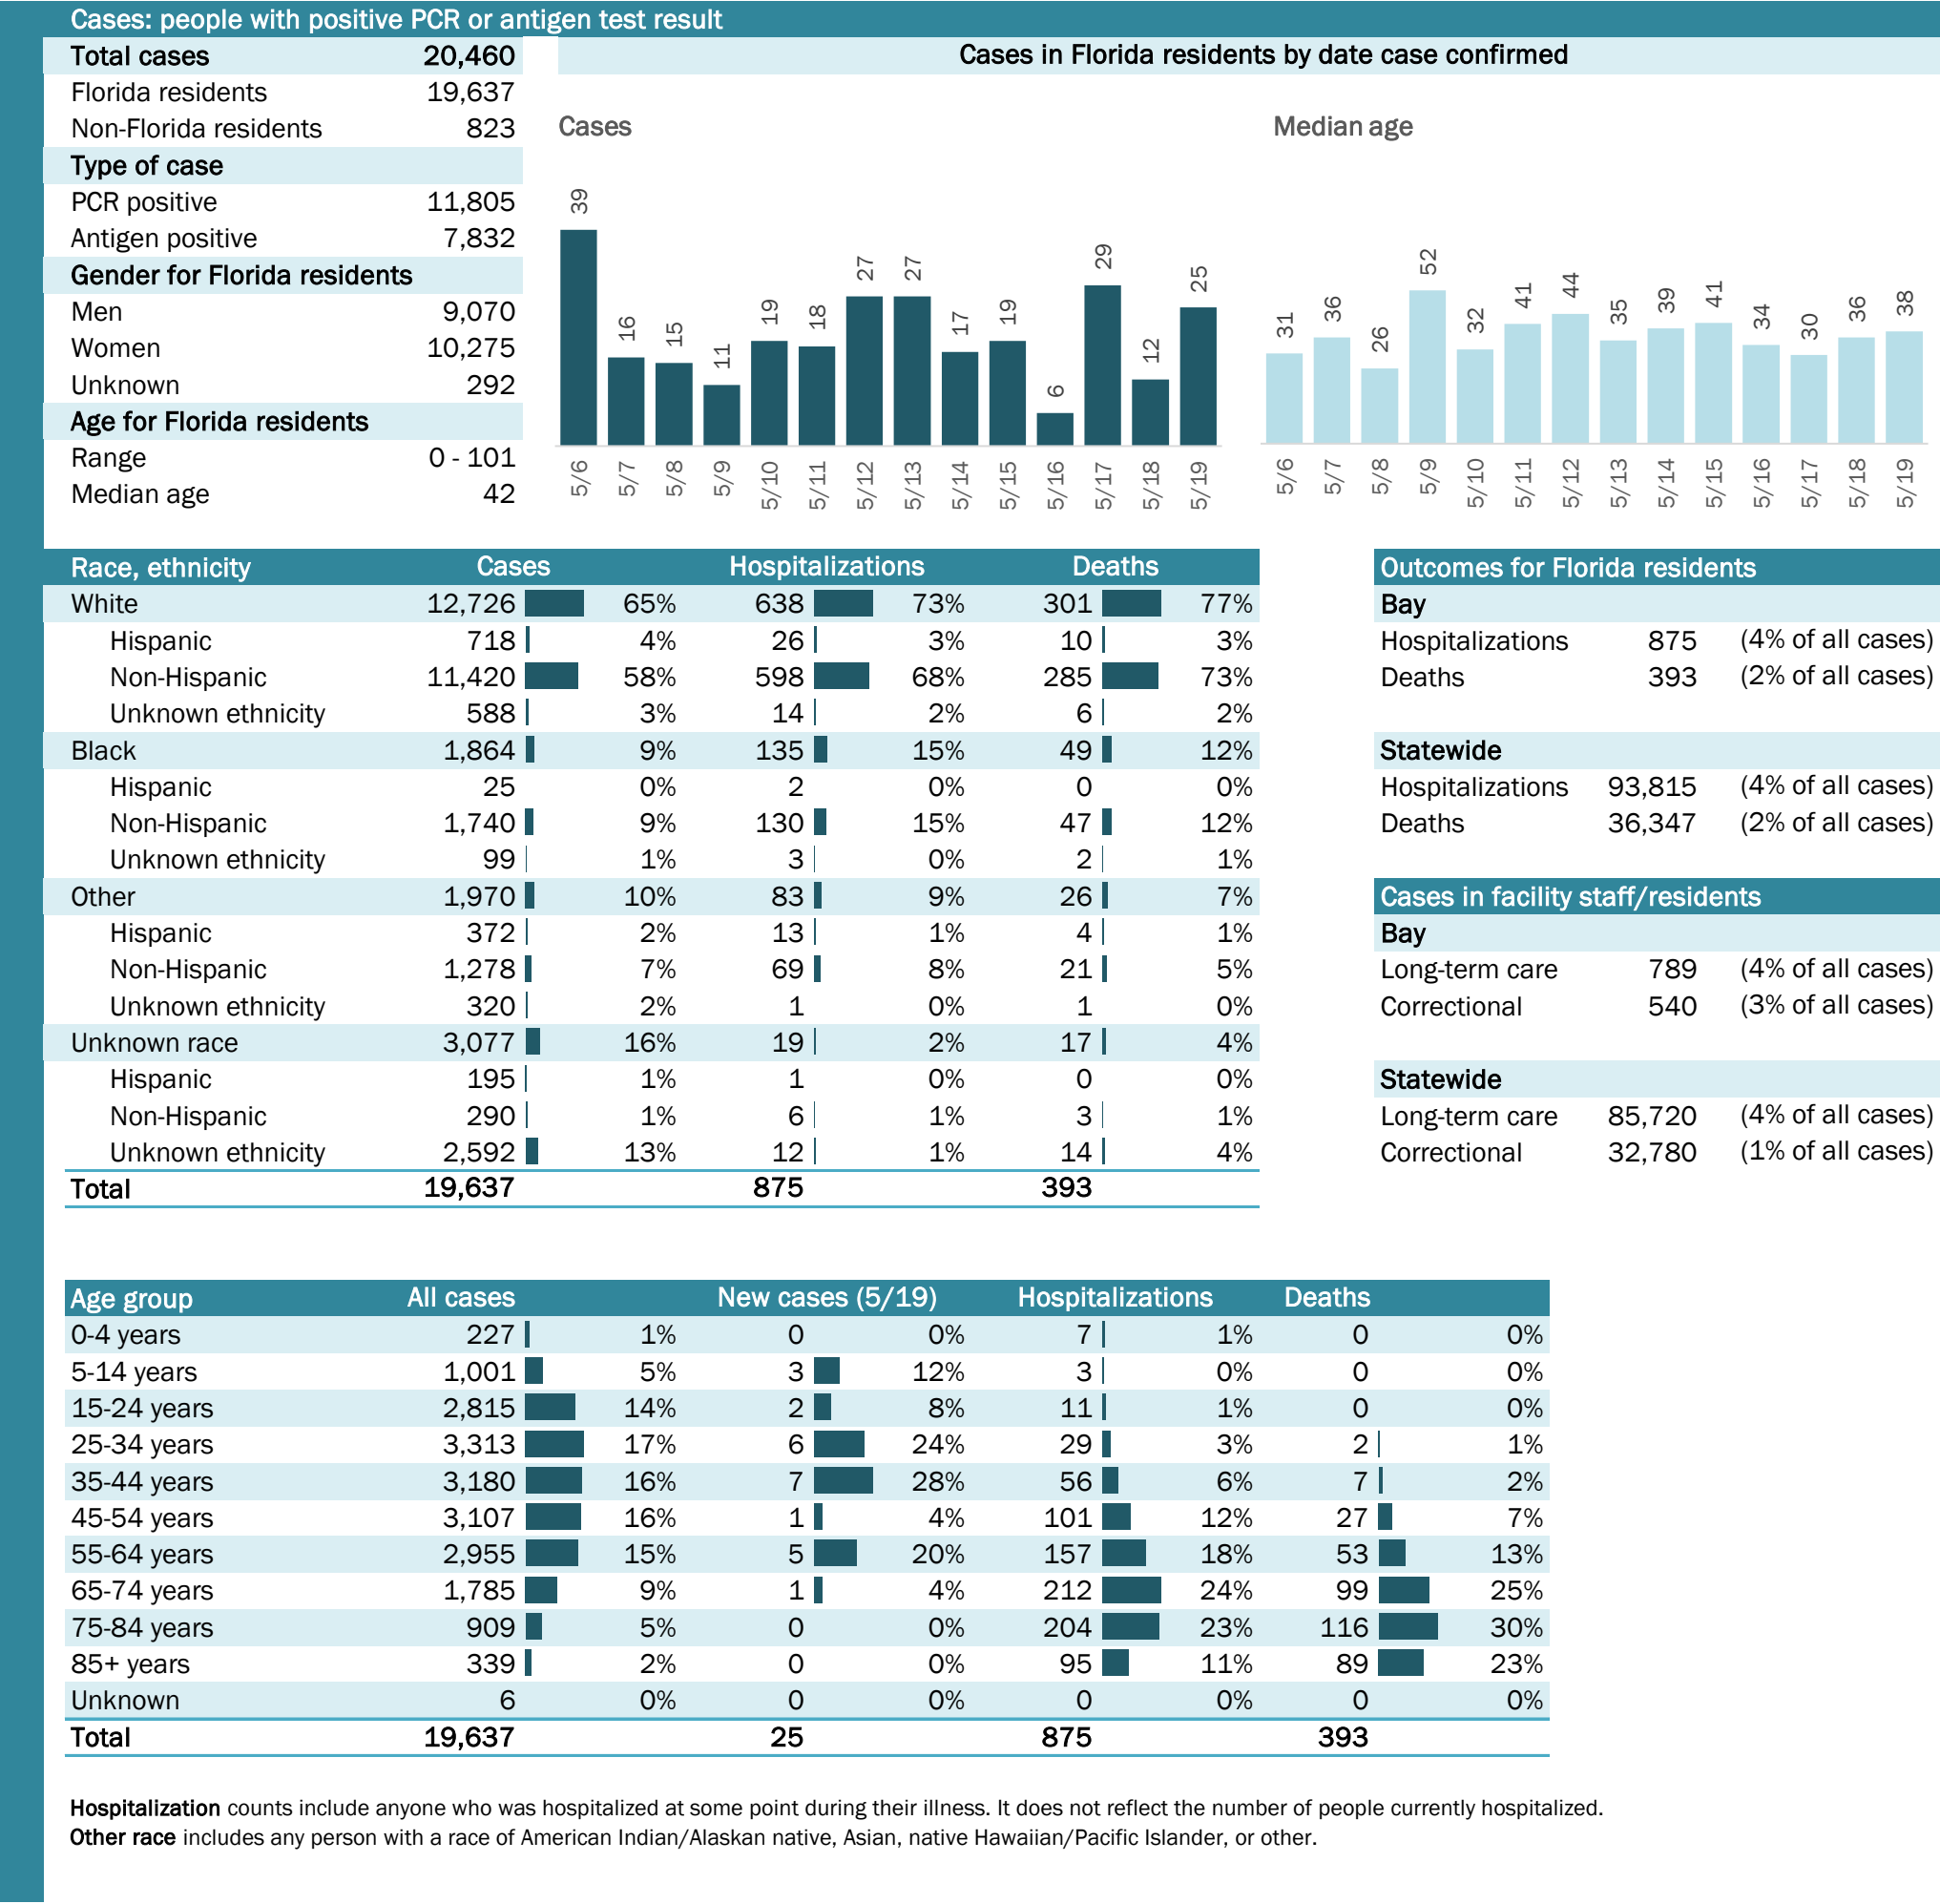 Cases: people with positive PCR or antigen test result
Total cases 20,460
Florida residents 19,637
Non-Florida residents 823
Type of case
PCR positive 11,805
Antigen positive 7,832
Gender for Florida residents
Men 9,070
Women 10,275
Unknown 292
Age for Florida residents
Range 0 - 101
Median age 42
Cases in Florida residents by date case confirmed
Cases
39 16 15 11 19 18 27 27 17 19 6 29 12 25
5/6 5/7 5/8 5/9 5/10 5/11 5/12 5/13 5/14 5/15 5/16 5/17 5/18 5/19
Median age
31 36 26 52 32 41 44 35 39 41 34 30 36 38
5/6 5/7 5/8 5/9 5/10 5/11 5/12 5/13 5/14 5/15 5/16 5/17 5/18 5/19
Race, ethnicity Cases Hospitalizations Deaths
White 12,726 65% 638 73% 301 77%
Hispanic 718 4% 26 3% 10 3%
Non-Hispanic 11,420 58% 598 68% 285 73%
Unknown ethnicity 588 3% 14 2% 6 2%
Black 1,864 9% 135 15% 49 12%
Hispanic 25 0% 2 0% 0 0%
Non-Hispanic 1,740 9% 130 15% 47 12%
Unknown ethnicity 99 1% 3 0% 2 1%
Other 1,970 10% 83 9% 26 7%
Hispanic 372 2% 13 1% 4 1%
Non-Hispanic 1,278 7% 69 8% 21 5%
Unknown ethnicity 320 2% 1 0% 1 0%
Unknown race 3,077 16% 19 2% 17 4%
Hispanic 195 1% 1 0% 0 0%
Non-Hispanic 290 1% 6 1% 3 1%
Unknown ethnicity 2,592 13% 12 1% 14 4%
Total 19,637 875 393
Outcomes for Florida residents
Bay
Hospitalizations 875 (4% of all cases)
Deaths 393 (2% of all cases)
Statewide
Hospitalizations 93,815 (4% of all cases)
Deaths 36,347 (2% of all cases)
Cases in facility staff/residents
Bay
Long-term care 789 (4% of all cases)
Correctional 540 (3% of all cases)
Statewide
Long-term care 85,720 (4% of all cases)
Correctional 32,780 (1% of all cases)
Age group All cases New cases (5/19) Hospitalizations Deaths
0-4 years 227 1% 0 0% 7 1% 0 0%
5-14 years 1,001 5% 3 12% 3 0% 0 0%
15-24 years 2,815 14% 2 8% 11 1% 0 0%
25-34 years 3,313 17% 6 24% 29 3% 2 1%
35-44 years 3,180 16% 7 28% 56 6% 7 2%
45-54 years 3,107 16% 1 4% 101 12% 27 7%
55-64 years 2,955 15% 5 20% 157 18% 53 13%
65-74 years 1,785 9% 1 4% 212 24% 99 25%
75-84 years 909 5% 0 0% 204 23% 116 30%
85+ years 339 2% 0 0% 95 11% 89 23%
Unknown 6 0% 0 0% 0 0% 0 0%
Total 19,637 25 875 393
Hospitalization counts include anyone who was hospitalized at some point during their illness. It does not reflect the number of people currently hospitalized.
Other race includes any person with a race of American Indian/Alaskan native, Asian, native Hawaiian/Pacific Islander, or other.